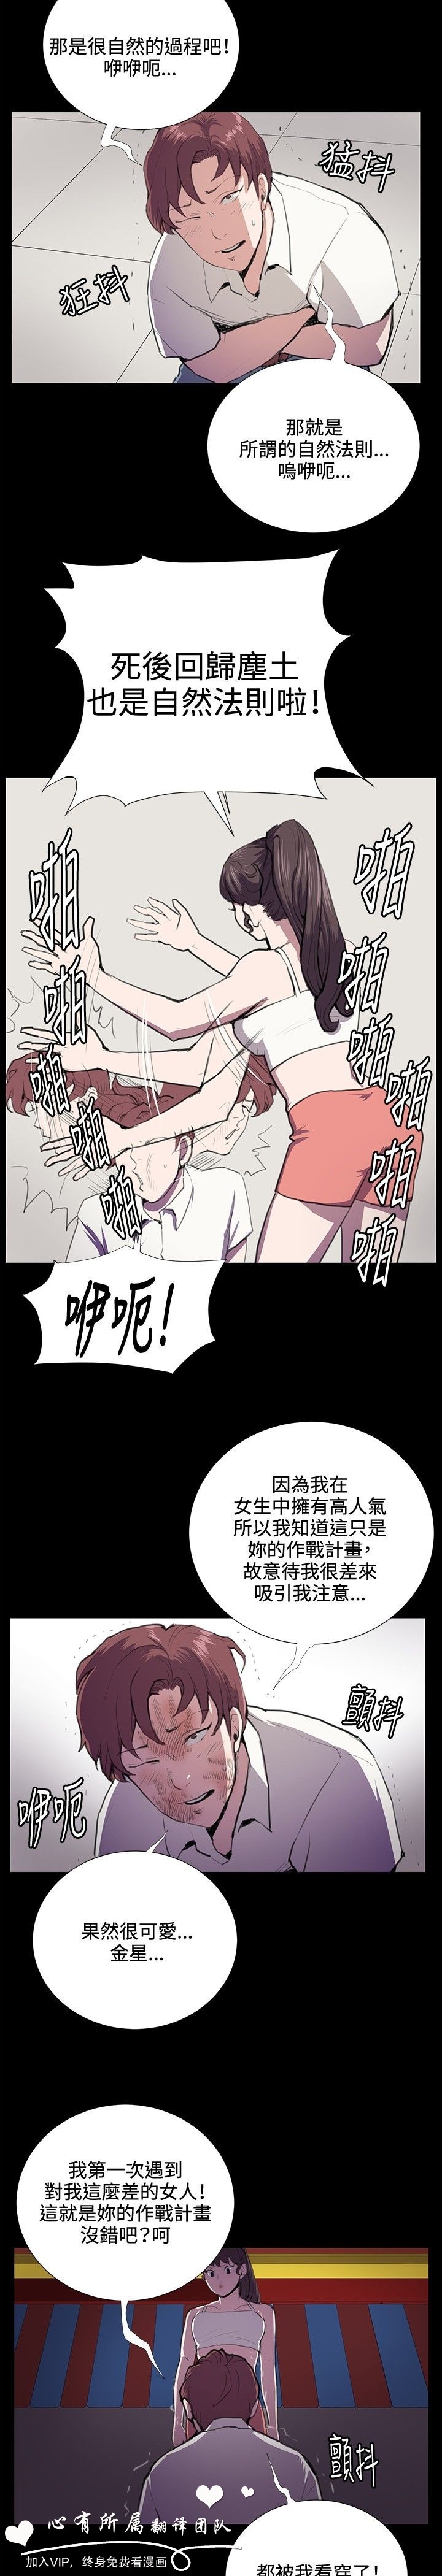 那是很自然的過程吧!
咿咿呃...
猛抖
狂抖
那就是
所謂的自然法則...
嗚咿呃...
死後回歸塵土
也是自然法則啦!
啪
啪
啪
啪
啪
啪
啪
啪
啪
啪
啪
咿呃!
因為我在
女生中擁有高人氣
所以我知道這只是
妳的作戰計畫,
故意待我很差來
吸引我注意...
顫抖
咿呃
果然很可愛...
金星...
我第一次遇到
對我這麼差的女人!
這就是妳的作戰計畫
沒錯吧?呵
顫抖
心有所属翻译团队
加入VIP，终身免费看漫画
都被我看穿了!